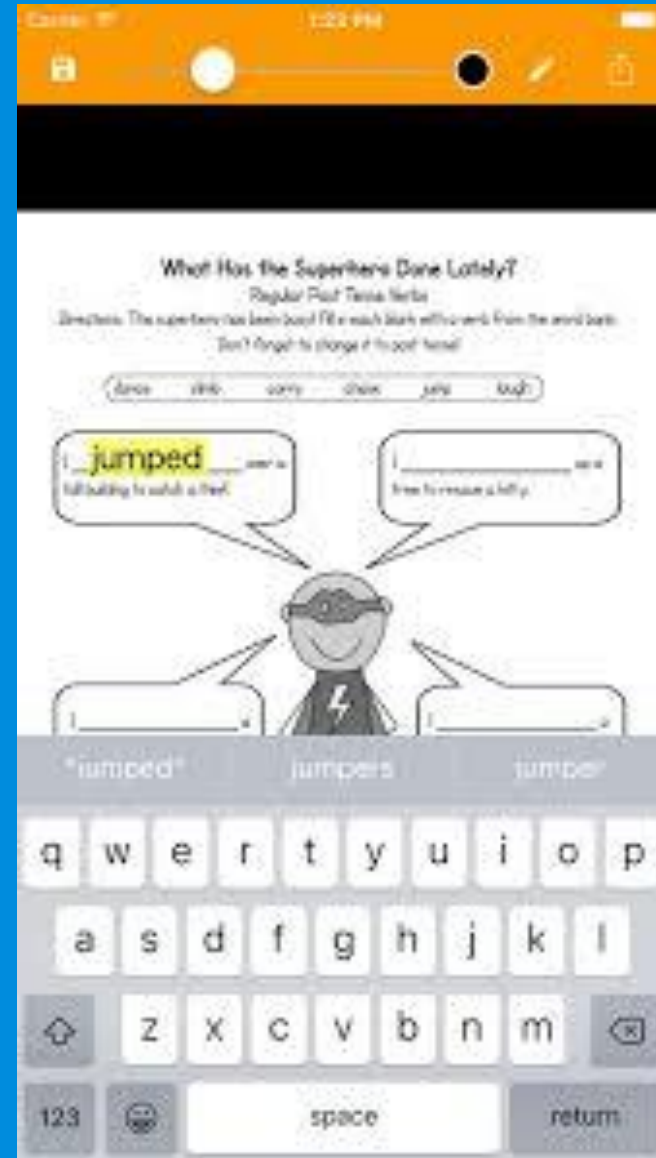 Carrier 1:23 PM
What Has the Superhero Done Lately?
Regular Past Tense Verbs
Directions: The superhero has been busy! Fill in each blank with a verb from the word bank.
Don't forget to change it to past tense!
dance climb carry chase jump laugh
I jumped over a
tall building to catch a thief.
I up a
tree to rescue a kitty.
I a
I a
"jumped" jumpers jumper
q w e r t y u i o p
a s d f g h j k l
z x c v b n m
123 space return